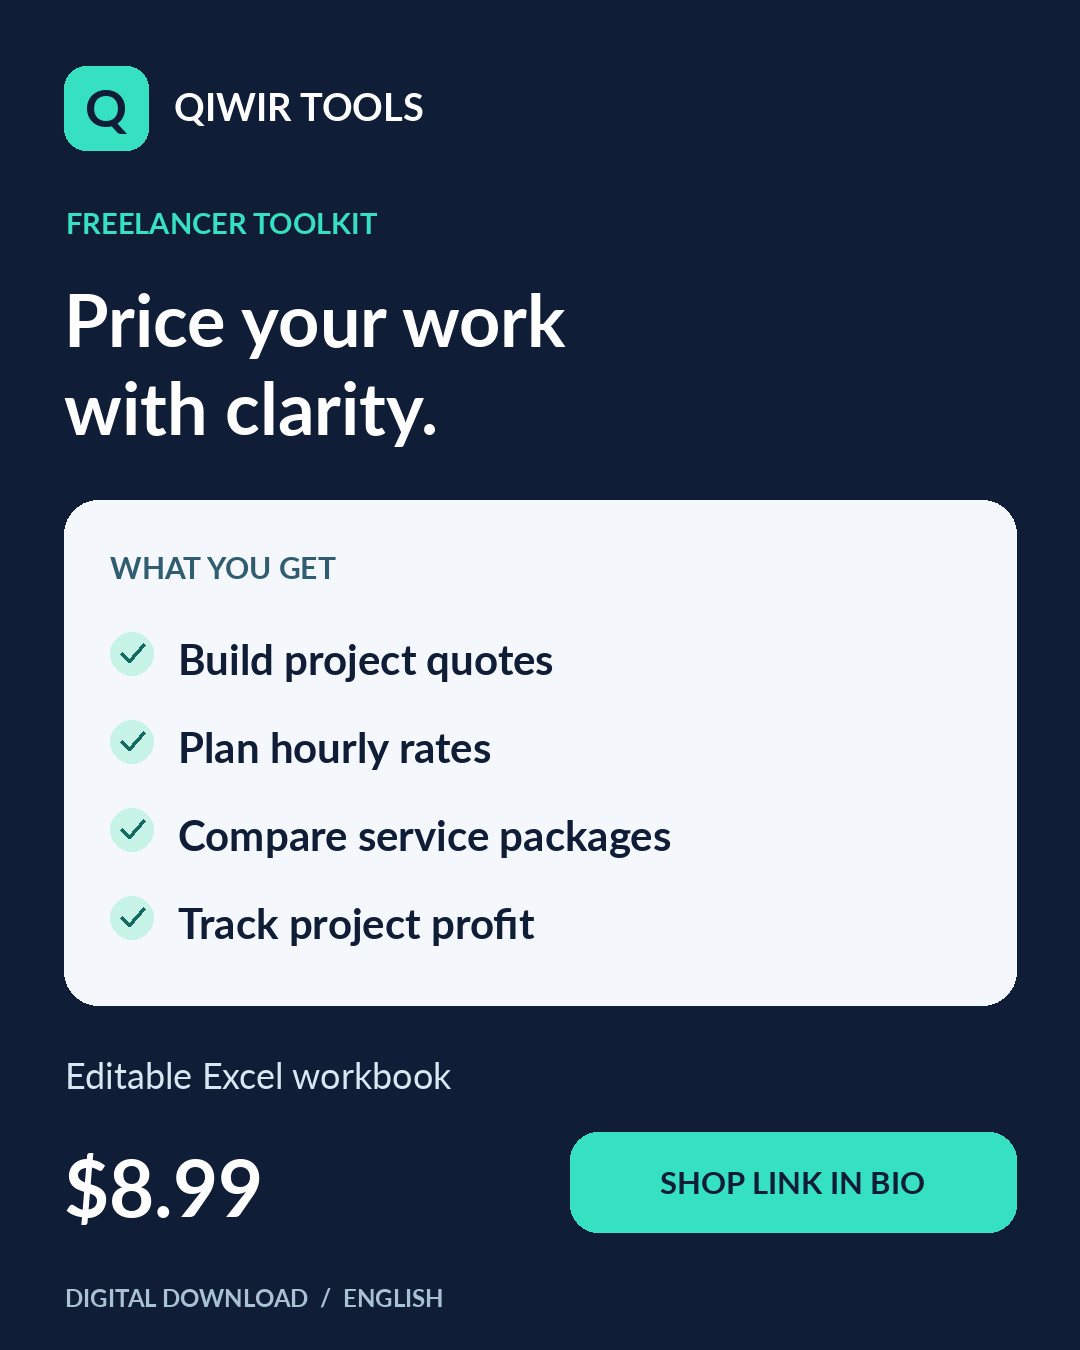 Q
QIWIR TOOLS
FREELANCER TOOLKIT
Price your work
with clarity.
WHAT YOU GET
Build project quotes
Plan hourly rates
Compare service packages
Track project profit
Editable Excel workbook
$8.99
SHOP LINK IN BIO
DIGITAL DOWNLOAD / ENGLISH